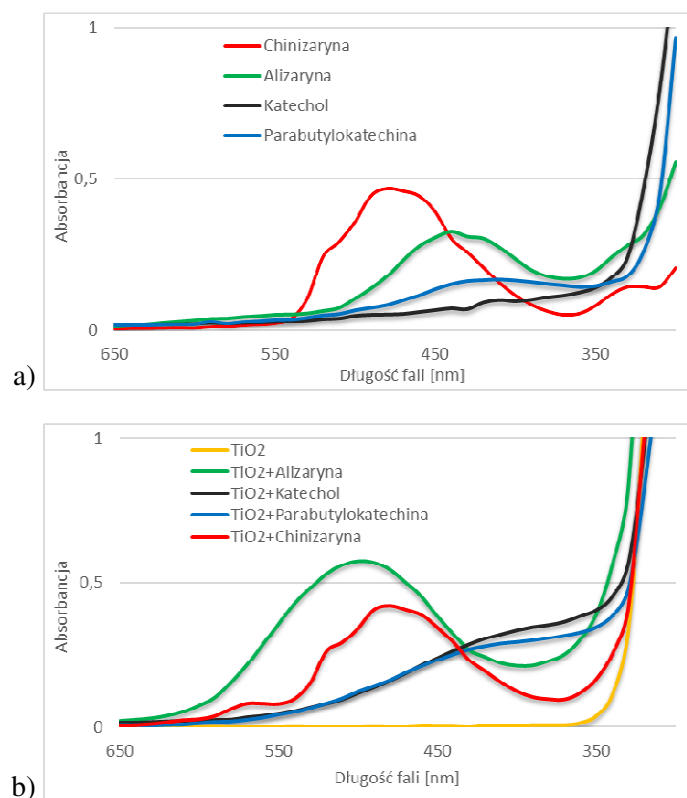 1
Chinizaryna
Alizaryna
Katechol
Parabutylokatechina
0,5
Absorbancja
0
650
550
450
350
Długość fali [nm]
a)
1
TiO2
TiO2+Alizaryna
TiO2+Katechol
TiO2+Parabutylokatechina
TiO2+Chinizaryna
0,5
Absorbancja
0
650
550
450
350
Długość fali [nm]
b)